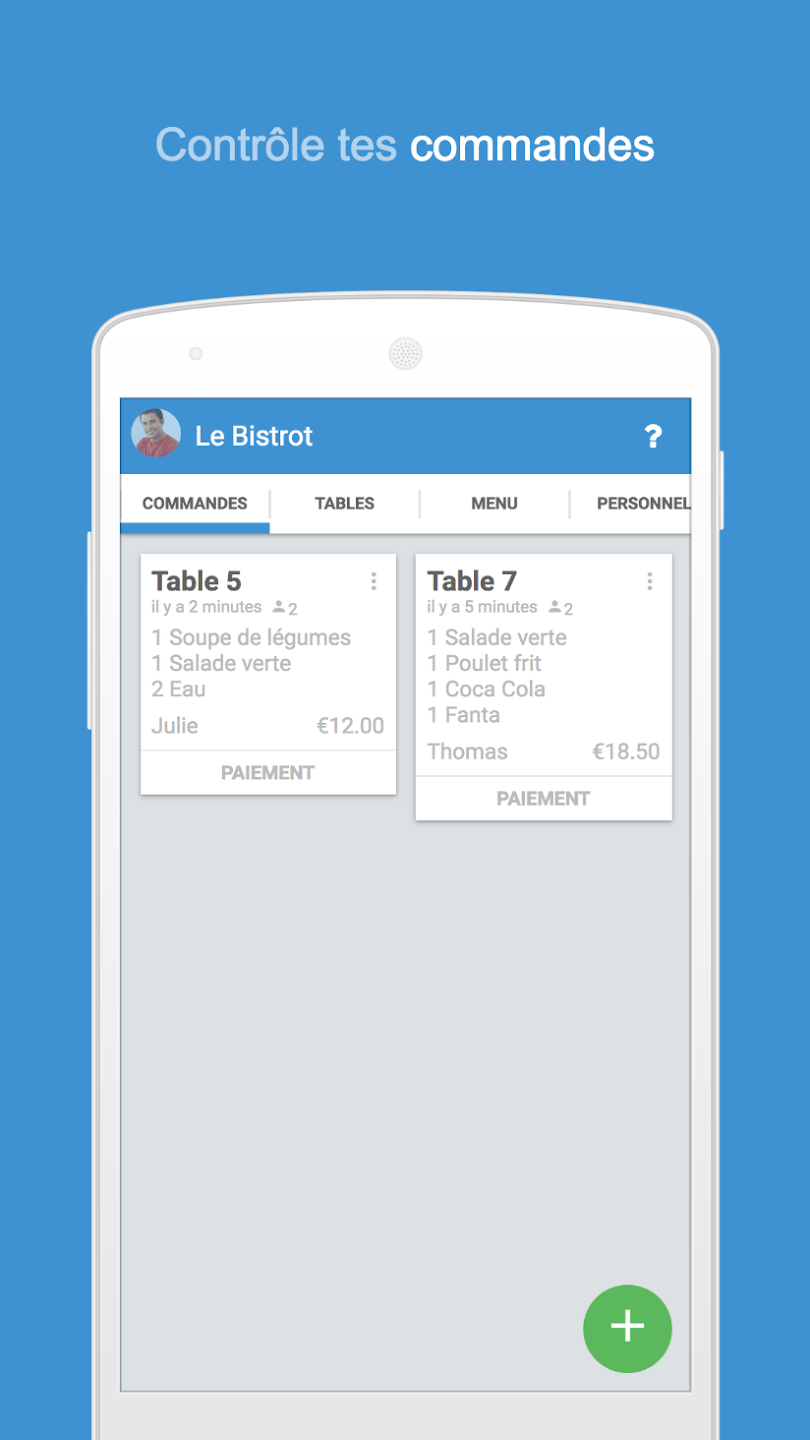 Contrôle tes commandes
Le Bistrot ?
COMMANDES TABLES MENU PERSONNEL
Table 5
il y a 2 minutes 2
1 Soupe de légumes
1 Salade verte
2 Eau
Julie €12.00
PAIEMENT
Table 7
il y a 5 minutes 2
1 Salade verte
1 Poulet frit
1 Coca Cola
1 Fanta
Thomas €18.50
PAIEMENT
+